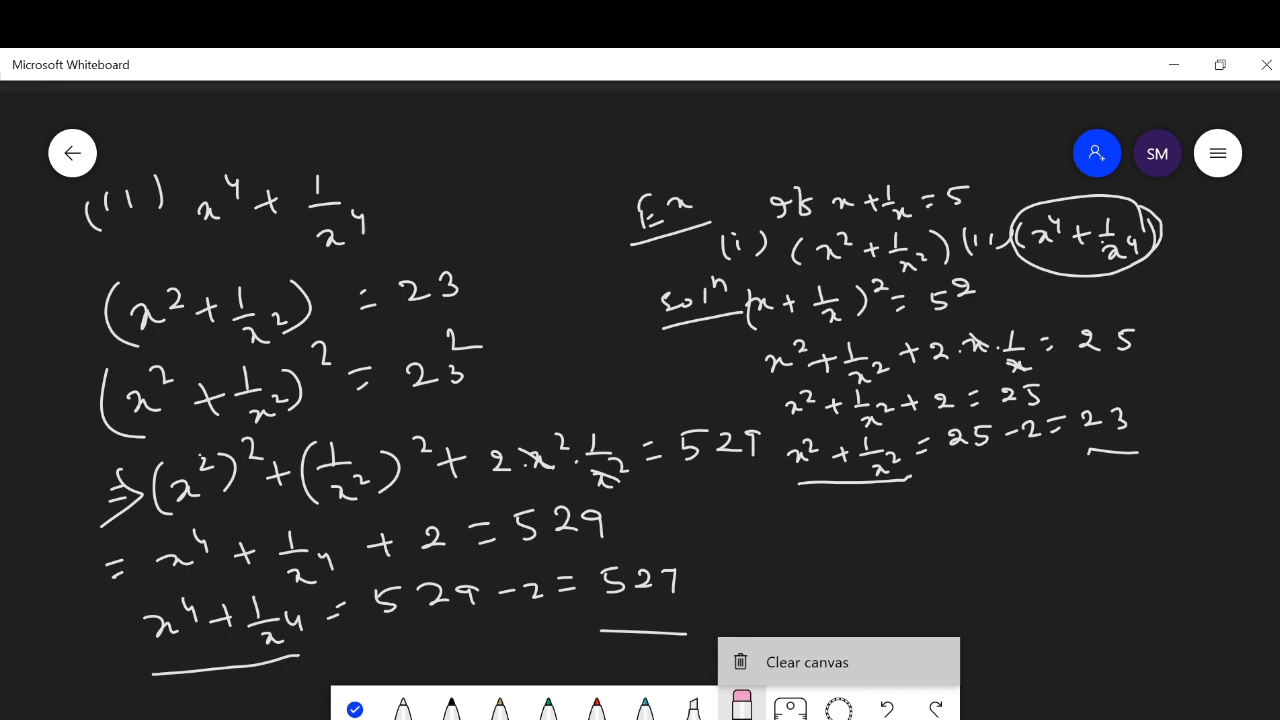 Microsoft Whiteboard
SM
Ex If x + 1/x = 5
(i) (x² + 1/x²) (ii) (x⁴ + 1/x⁴)
Solⁿ (x + 1/x)² = 5²
x² + 1/x² + 2·x·1/x = 25
x² + 1/x² + 2 = 25
x² + 1/x² = 25 - 2 = 23
(ii) x⁴ + 1/x⁴
(x² + 1/x²) = 23
(x² + 1/x²)² = 23²
⇒ (x²)² + (1/x²)² + 2·x²·1/x² = 529
= x⁴ + 1/x⁴ + 2 = 529
x⁴ + 1/x⁴ = 529 - 2 = 527
Clear canvas